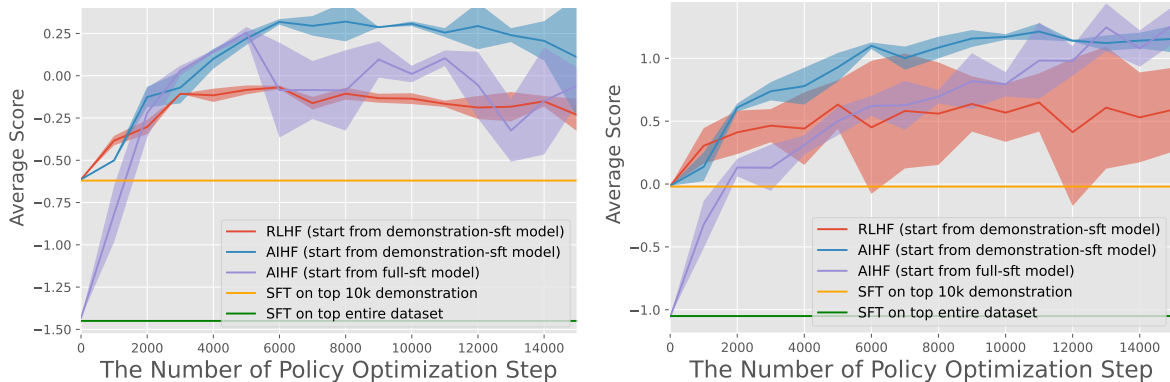 0.25
0.00
−0.25
−0.50
−0.75
−1.00
−1.25
−1.50
Average Score
RLHF (start from demonstration-sft model)
AIHF (start from demonstration-sft model)
AIHF (start from full-sft model)
SFT on top 10k demonstration
SFT on top entire dataset
0 2000 4000 6000 8000 10000 12000 14000
The Number of Policy Optimization Step
1.0
0.5
0.0
−0.5
−1.0
Average Score
RLHF (start from demonstration-sft model)
AIHF (start from demonstration-sft model)
AIHF (start from full-sft model)
SFT on top 10k demonstration
SFT on top entire dataset
0 2000 4000 6000 8000 10000 12000 14000
The Number of Policy Optimization Step